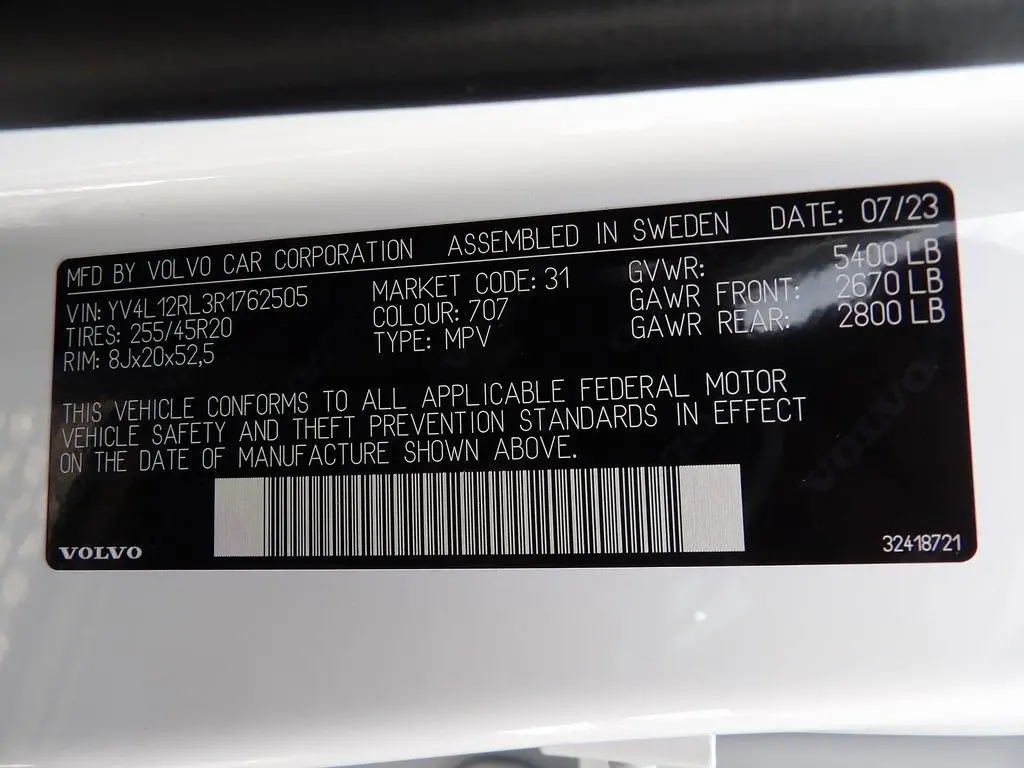 MFD BY VOLVO CAR CORPORATION ASSEMBLED IN SWEDEN DATE: 07/23
VIN: YV4L12RL3R1762505 MARKET CODE: 31 GVWR: 5400 LB
TIRES: 255/45R20 COLOUR: 707 GAWR FRONT: 2670 LB
RIM: 8Jx20x52,5 TYPE: MPV GAWR REAR: 2800 LB
THIS VEHICLE CONFORMS TO ALL APPLICABLE FEDERAL MOTOR
VEHICLE SAFETY AND THEFT PREVENTION STANDARDS IN EFFECT
ON THE DATE OF MANUFACTURE SHOWN ABOVE.
VOLVO
VOLVO 32418721